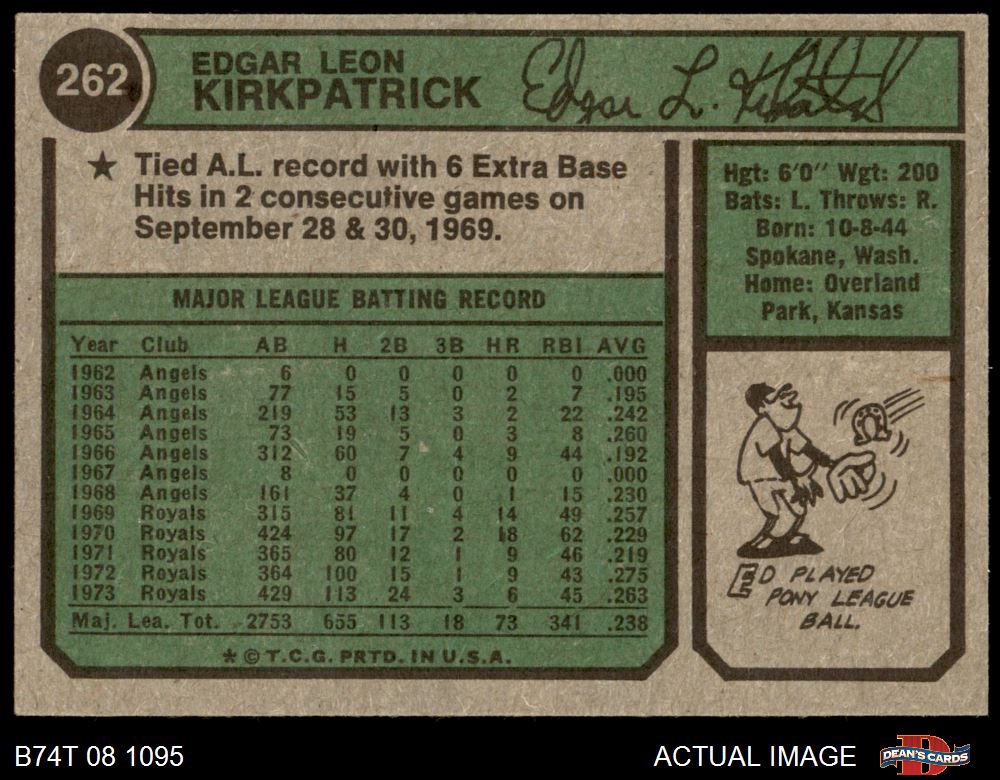 262
EDGAR LEON
KIRKPATRICK
Edgar L. Kirkpatrick
★ Tied A.L. record with 6 Extra Base
Hits in 2 consecutive games on
September 28 & 30, 1969.
Hgt: 6'0" Wgt: 200
Bats: L. Throws: R.
Born: 10-8-44
Spokane, Wash.
Home: Overland
Park, Kansas
MAJOR LEAGUE BATTING RECORD
Year Club AB H 2B 3B HR RBI AVG
1962 Angels 6 0 0 0 0 0 .000
1963 Angels 77 15 5 0 2 7 .195
1964 Angels 219 53 13 3 2 22 .242
1965 Angels 73 19 5 0 3 8 .260
1966 Angels 312 60 7 4 9 44 .192
1967 Angels 8 0 0 0 0 0 .000
1968 Angels 161 37 4 0 1 15 .230
1969 Royals 315 81 11 4 14 49 .257
1970 Royals 424 97 17 2 18 62 .229
1971 Royals 365 80 12 1 9 46 .219
1972 Royals 364 100 15 1 9 43 .275
1973 Royals 429 113 24 3 6 45 .263
Maj. Lea. Tot. 2753 655 113 18 73 341 .238
* © T.C.G. PRTD. IN U.S.A.
ED PLAYED
PONY LEAGUE
BALL.
B74T 08 1095
ACTUAL IMAGE
DEAN'S CARDS